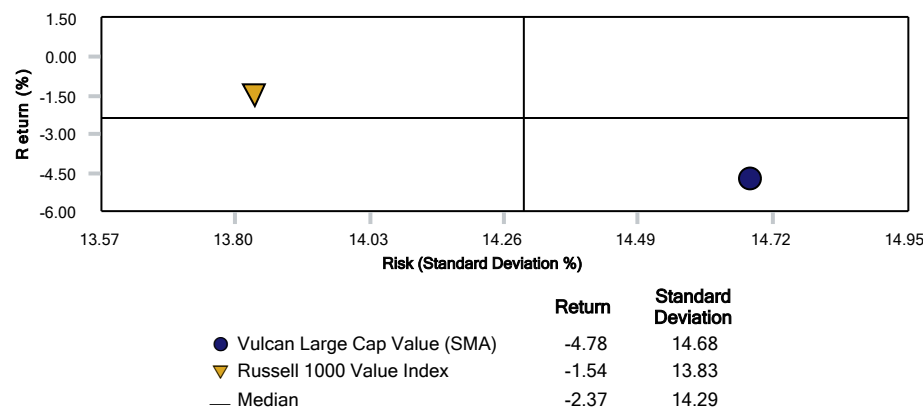 1.50
0.00
-1.50
-3.00
-4.50
-6.00
Return (%)
13.57 13.80 14.03 14.26 14.49 14.72 14.95
Risk (Standard Deviation %)
Return Standard Deviation
Vulcan Large Cap Value (SMA) -4.78 14.68
Russell 1000 Value Index -1.54 13.83
Median -2.37 14.29